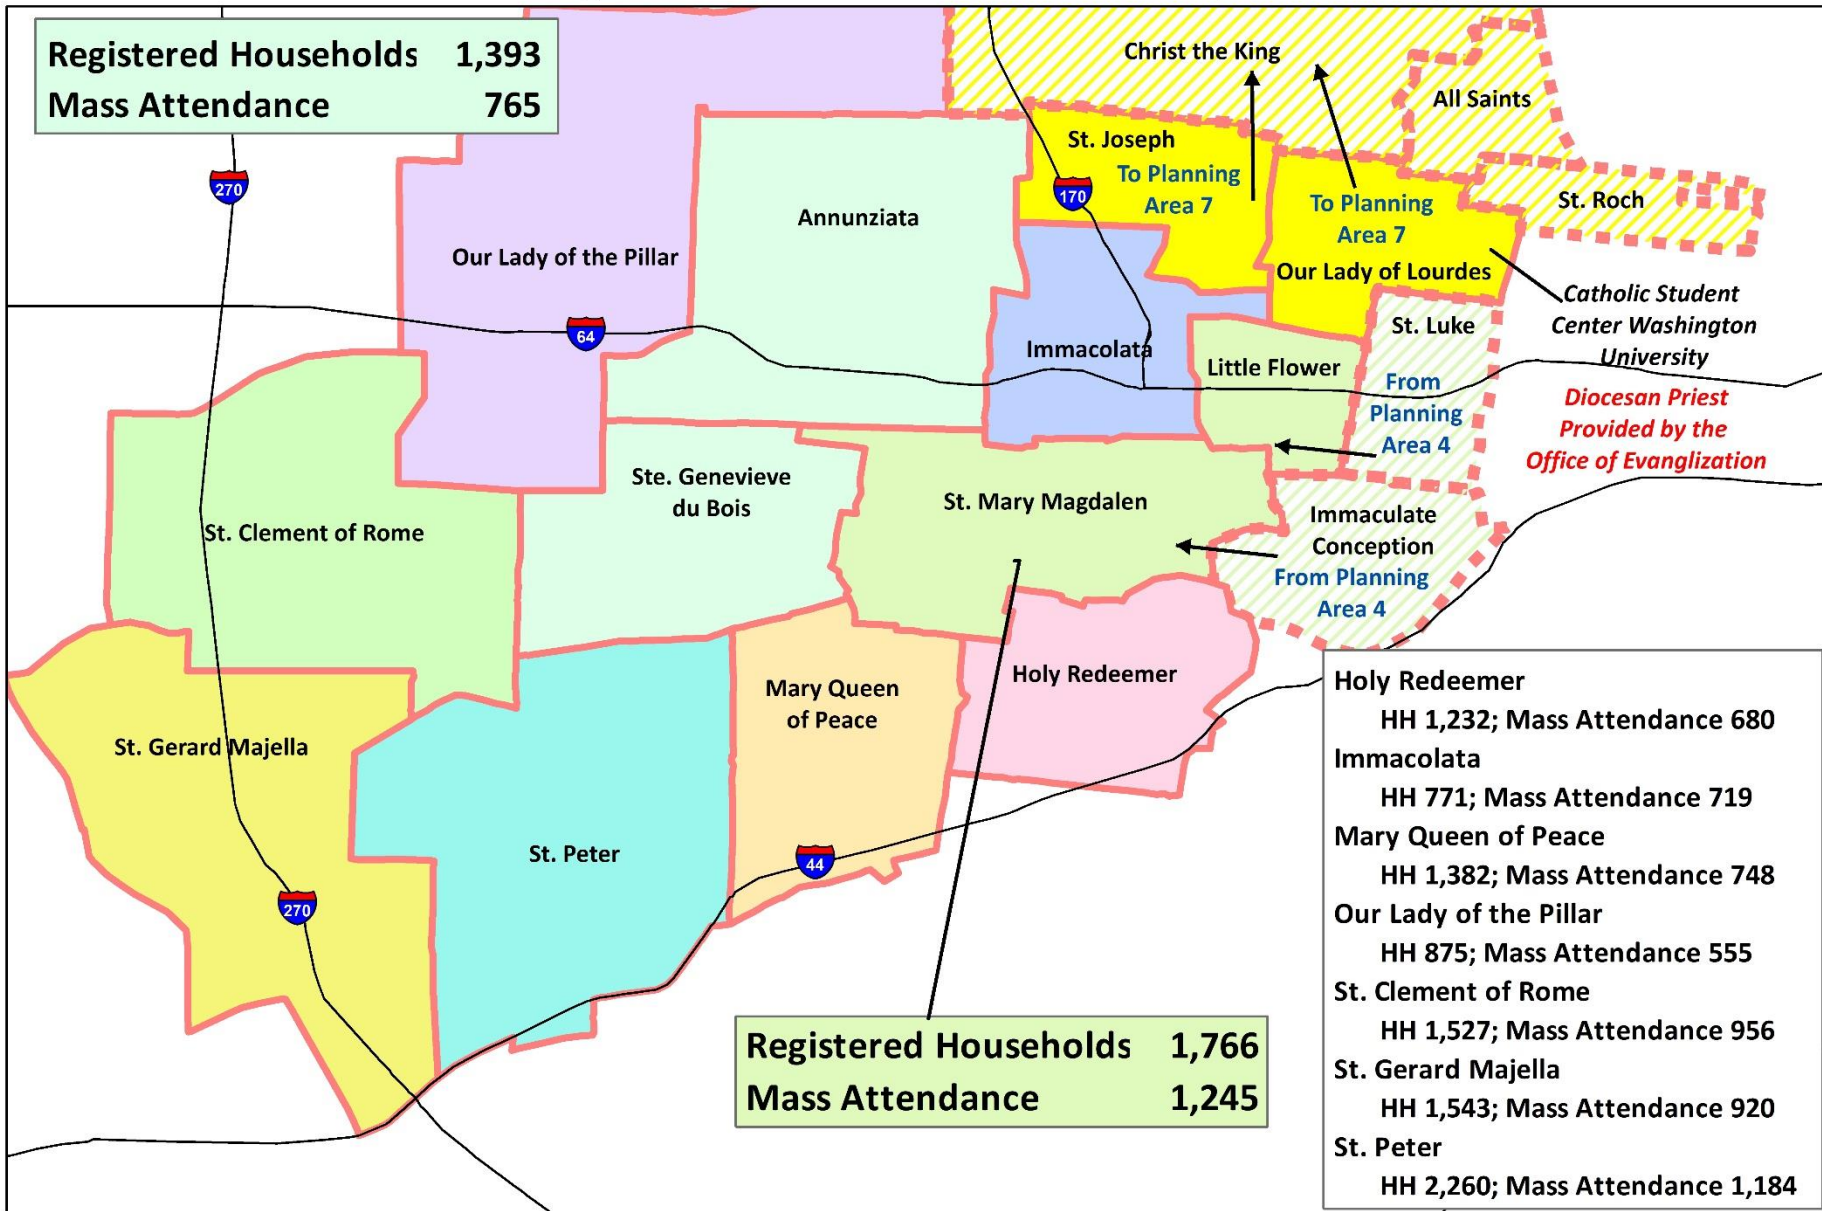 Registered Households 1,393
Mass Attendance 765
Christ the King
All Saints
St. Joseph
To Planning
Area 7
270
170
To Planning
Area 7
St. Roch
Annunziata
Our Lady of the Pillar
Our Lady of Lourdes
Catholic Student
Center Washington
University
St. Luke
64
Immacolata
Little Flower
From
Planning
Area 4
Diocesan Priest
Provided by the
Office of Evanglization
Ste. Genevieve
du Bois
St. Mary Magdalen
St. Clement of Rome
Immaculate
Conception
From Planning
Area 4
Holy Redeemer
Mary Queen
of Peace
St. Gerard Majella
St. Peter
44
270
Registered Households 1,766
Mass Attendance 1,245
Holy Redeemer
HH 1,232; Mass Attendance 680
Immacolata
HH 771; Mass Attendance 719
Mary Queen of Peace
HH 1,382; Mass Attendance 748
Our Lady of the Pillar
HH 875; Mass Attendance 555
St. Clement of Rome
HH 1,527; Mass Attendance 956
St. Gerard Majella
HH 1,543; Mass Attendance 920
St. Peter
HH 2,260; Mass Attendance 1,184